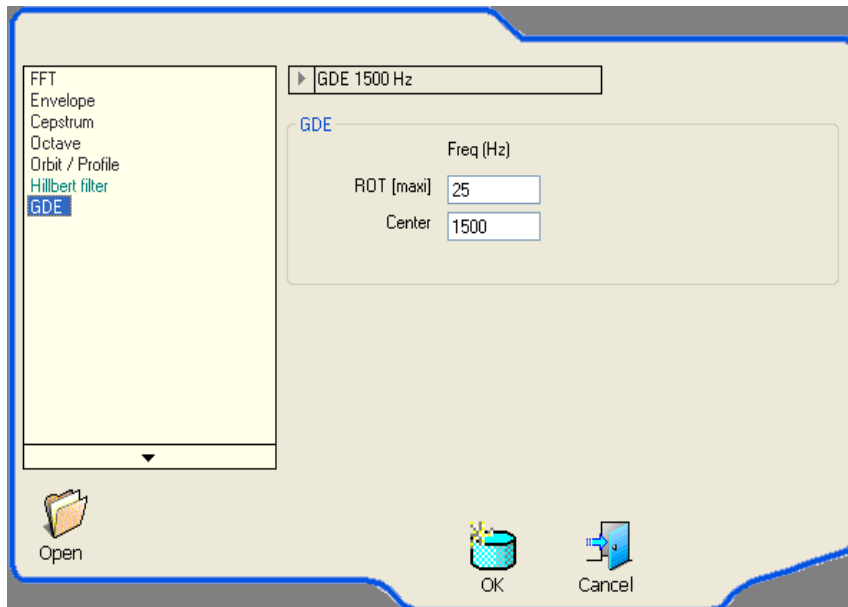 FFT
Envelope
Cepstrum
Octave
Orbit / Profile
Hillbert filter
GDE
GDE 1500 Hz
GDE
Freq (Hz)
ROT [maxi] 25
Center 1500
Open
OK
Cancel